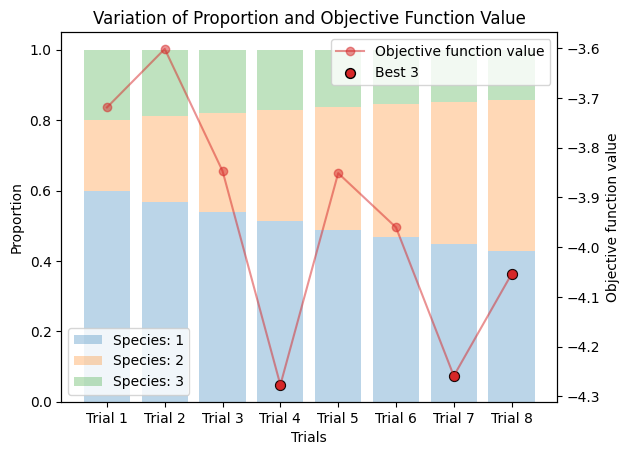 Variation of Proportion and Objective Function Value
Objective function value
Best 3
1.0
0.8
0.6
0.4
0.2
0.0
Proportion
−3.6
−3.7
−3.8
−3.9
−4.0
−4.1
−4.2
−4.3
Objective function value
Species: 1
Species: 2
Species: 3
Trial 1 Trial 2 Trial 3 Trial 4 Trial 5 Trial 6 Trial 7 Trial 8
Trials